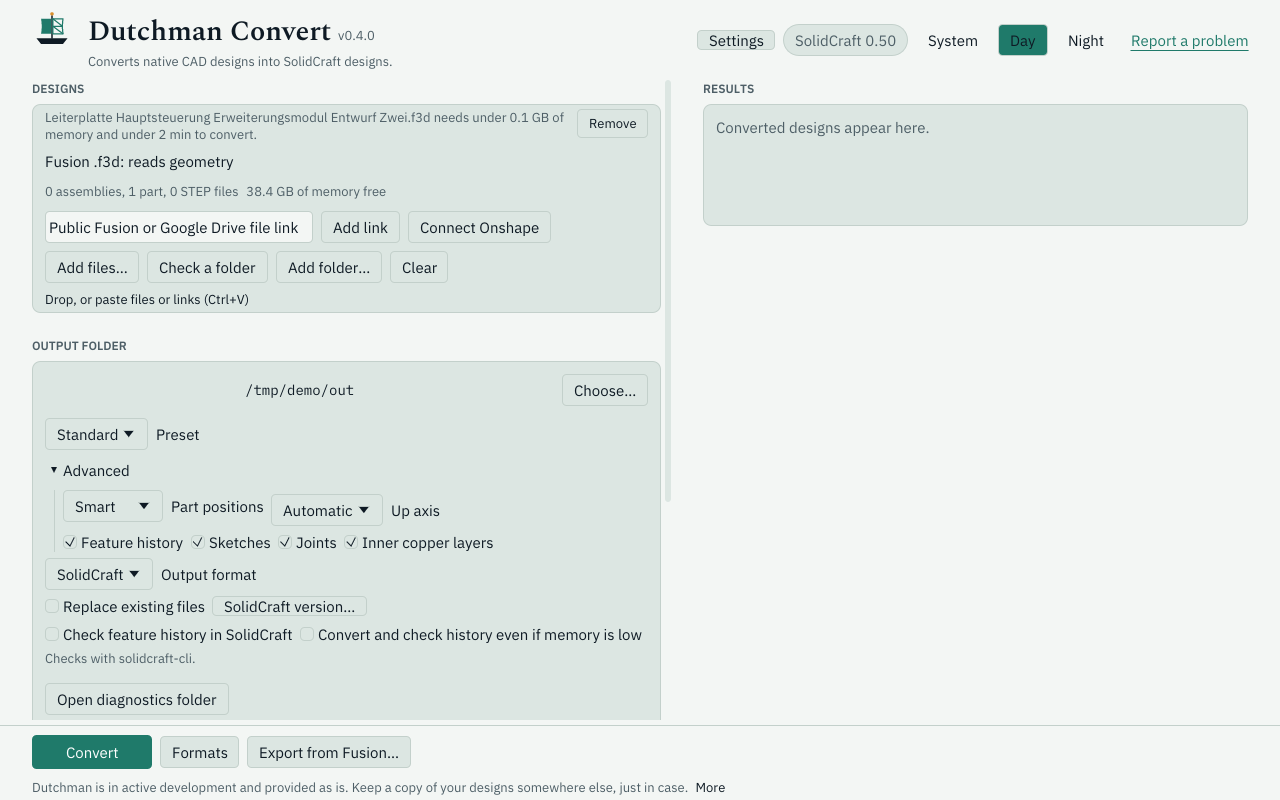 Dutchman Convert v0.4.0
Converts native CAD designs into SolidCraft designs.
Settings
SolidCraft 0.50
System
Day
Night
Report a problem
DESIGNS
Leiterplatte Hauptsteuerung Erweiterungsmodul Entwurf Zwei.f3d needs under 0.1 GB of
memory and under 2 min to convert.
Remove
Fusion .f3d: reads geometry
0 assemblies, 1 part, 0 STEP files 38.4 GB of memory free
Public Fusion or Google Drive file link
Add link
Connect Onshape
Add files...
Check a folder
Add folder...
Clear
Drop, or paste files or links (Ctrl+V)
OUTPUT FOLDER
/tmp/demo/out
Choose...
Standard
Preset
Advanced
Smart
Part positions
Automatic
Up axis
Feature history
Sketches
Joints
Inner copper layers
SolidCraft
Output format
Replace existing files
SolidCraft version...
Check feature history in SolidCraft
Convert and check history even if memory is low
Checks with solidcraft-cli.
Open diagnostics folder
RESULTS
Converted designs appear here.
Convert
Formats
Export from Fusion...
Dutchman is in active development and provided as is. Keep a copy of your designs somewhere else, just in case. More